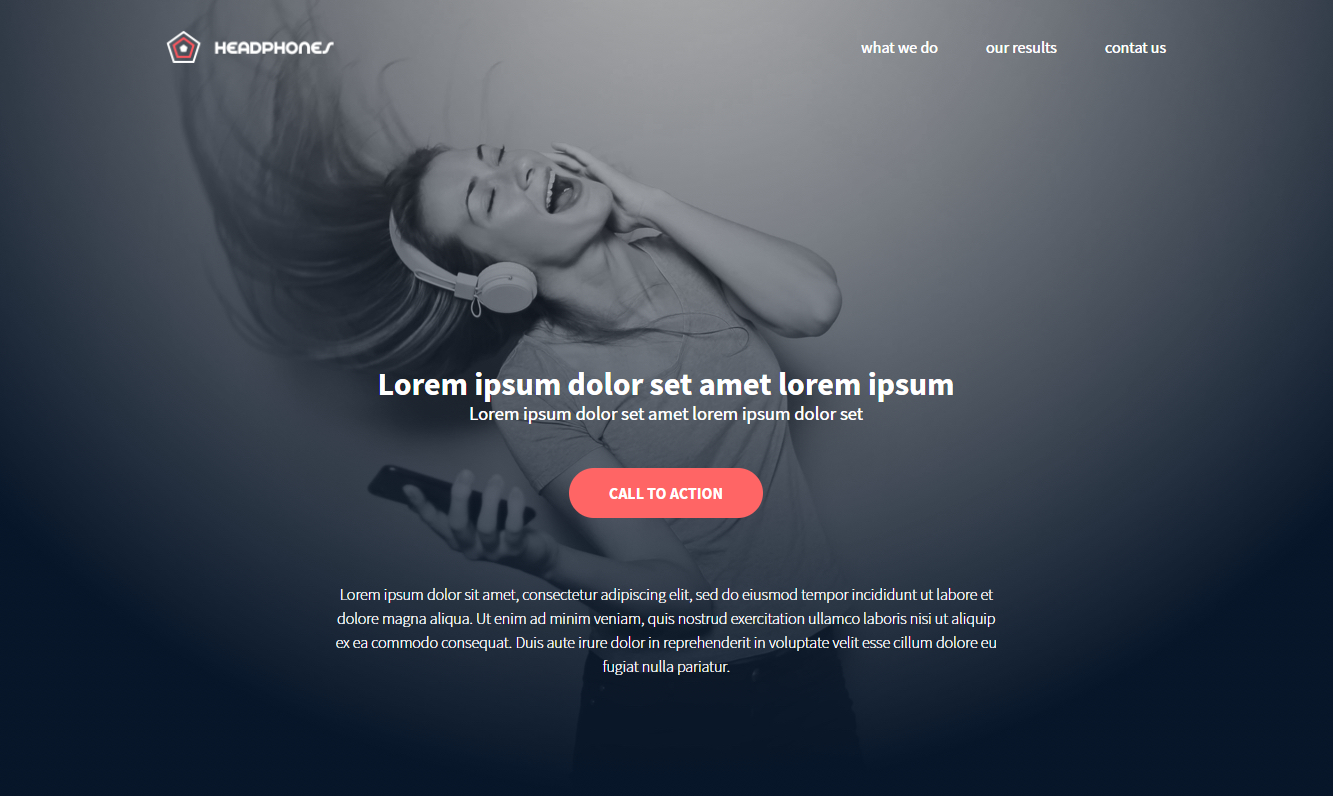 HEADPHONES
what we do
our results
contat us
Lorem ipsum dolor set amet lorem ipsum
Lorem ipsum dolor set amet lorem ipsum dolor set
CALL TO ACTION
Lorem ipsum dolor sit amet, consectetur adipiscing elit, sed do eiusmod tempor incididunt ut labore et
dolore magna aliqua. Ut enim ad minim veniam, quis nostrud exercitation ullamco laboris nisi ut aliquip
ex ea commodo consequat. Duis aute irure dolor in reprehenderit in voluptate velit esse cillum dolore eu
fugiat nulla pariatur.